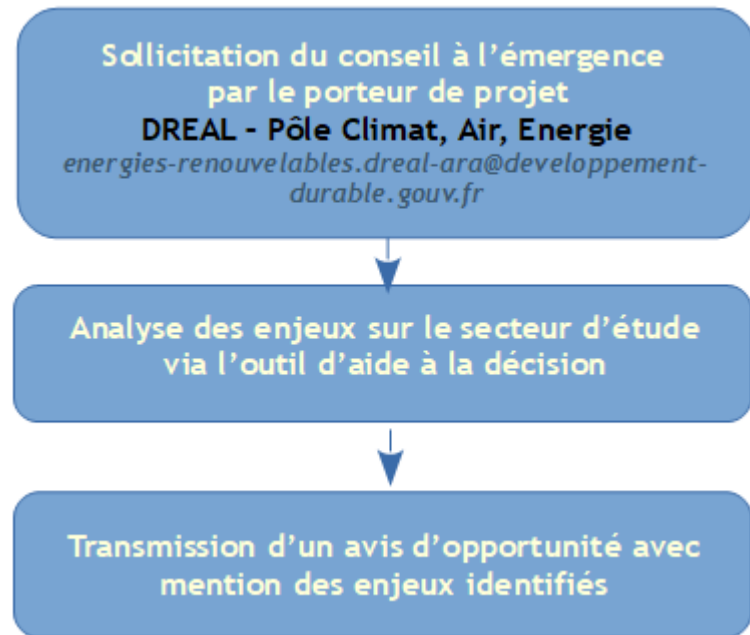 Sollicitation du conseil à l'émergence
par le porteur de projet
DREAL - Pôle Climat, Air, Energie
energies-renouvelables.dreal-ara@developpement-
durable.gouv.fr
Analyse des enjeux sur le secteur d'étude
via l'outil d'aide à la décision
Transmission d'un avis d'opportunité avec
mention des enjeux identifiés